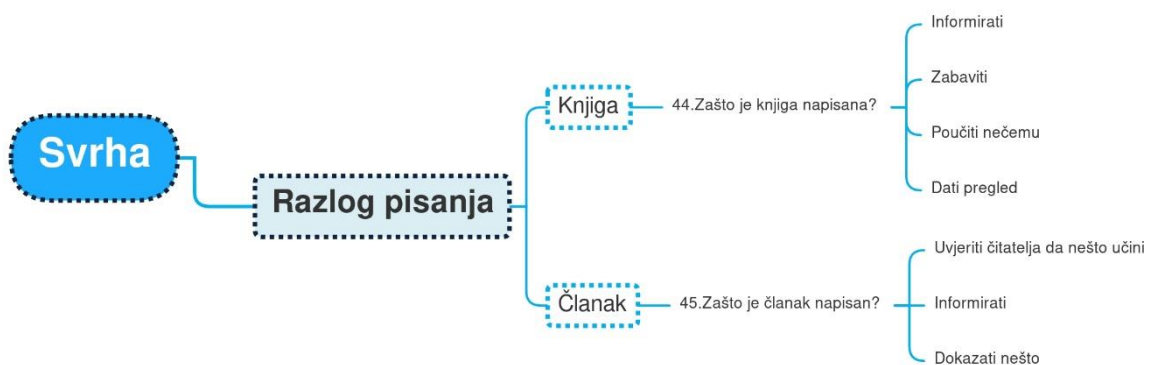 Svrha
Razlog pisanja
Knjiga
44.Zašto je knjiga napisana?
Informirati
Zabaviti
Poučiti nečemu
Dati pregled
Članak
45.Zašto je članak napisan?
Uvjeriti čitatelja da nešto učini
Informirati
Dokazati nešto